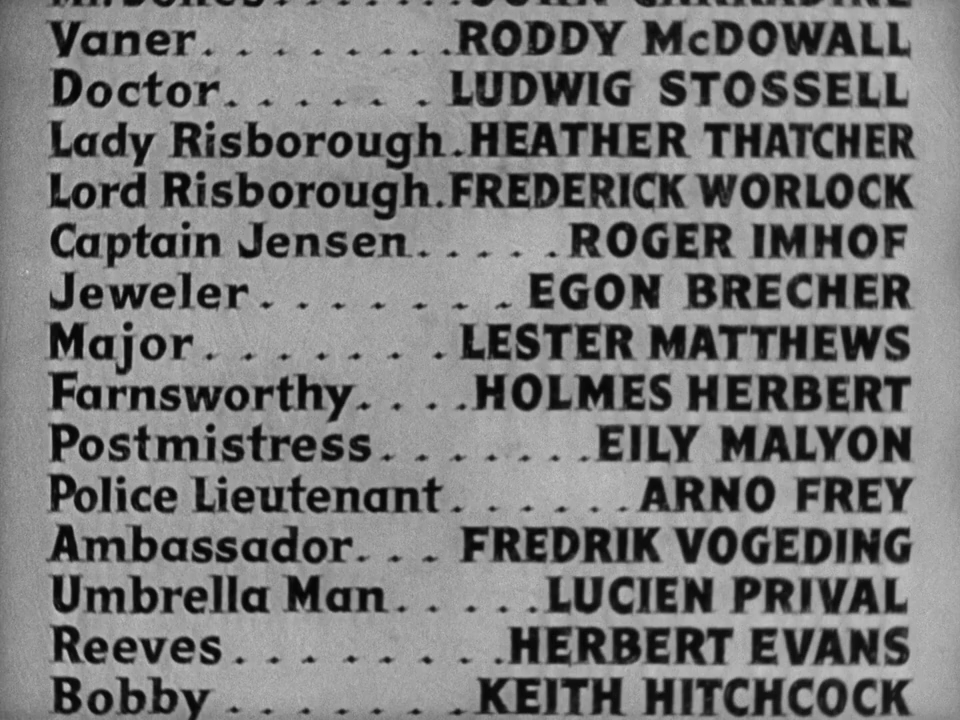 Vaner. . . . . . . . .RODDY McDOWALL
Doctor. . . . . . . LUDWIG STOSSELL
Lady Risborough.HEATHER THATCHER
Lord Risborough.FREDERICK WORLOCK
Captain Jensen. . . . . .ROGER IMHOF
Jeweler. . . . . . . . EGON BRECHER
Major. . . . . . . .LESTER MATTHEWS
Farnsworthy. . . .HOLMES HERBERT
Postmistress. . . . . . . .EILY MALYON
Police Lieutenant. . . . . . .ARNO FREY
Ambassador. . . FREDRIK VOGEDING
Umbrella Man. . . . .LUCIEN PRIVAL
Reeves. . . . . . . . .HERBERT EVANS
Bobby. . . . . . . .KEITH HITCHCOCK